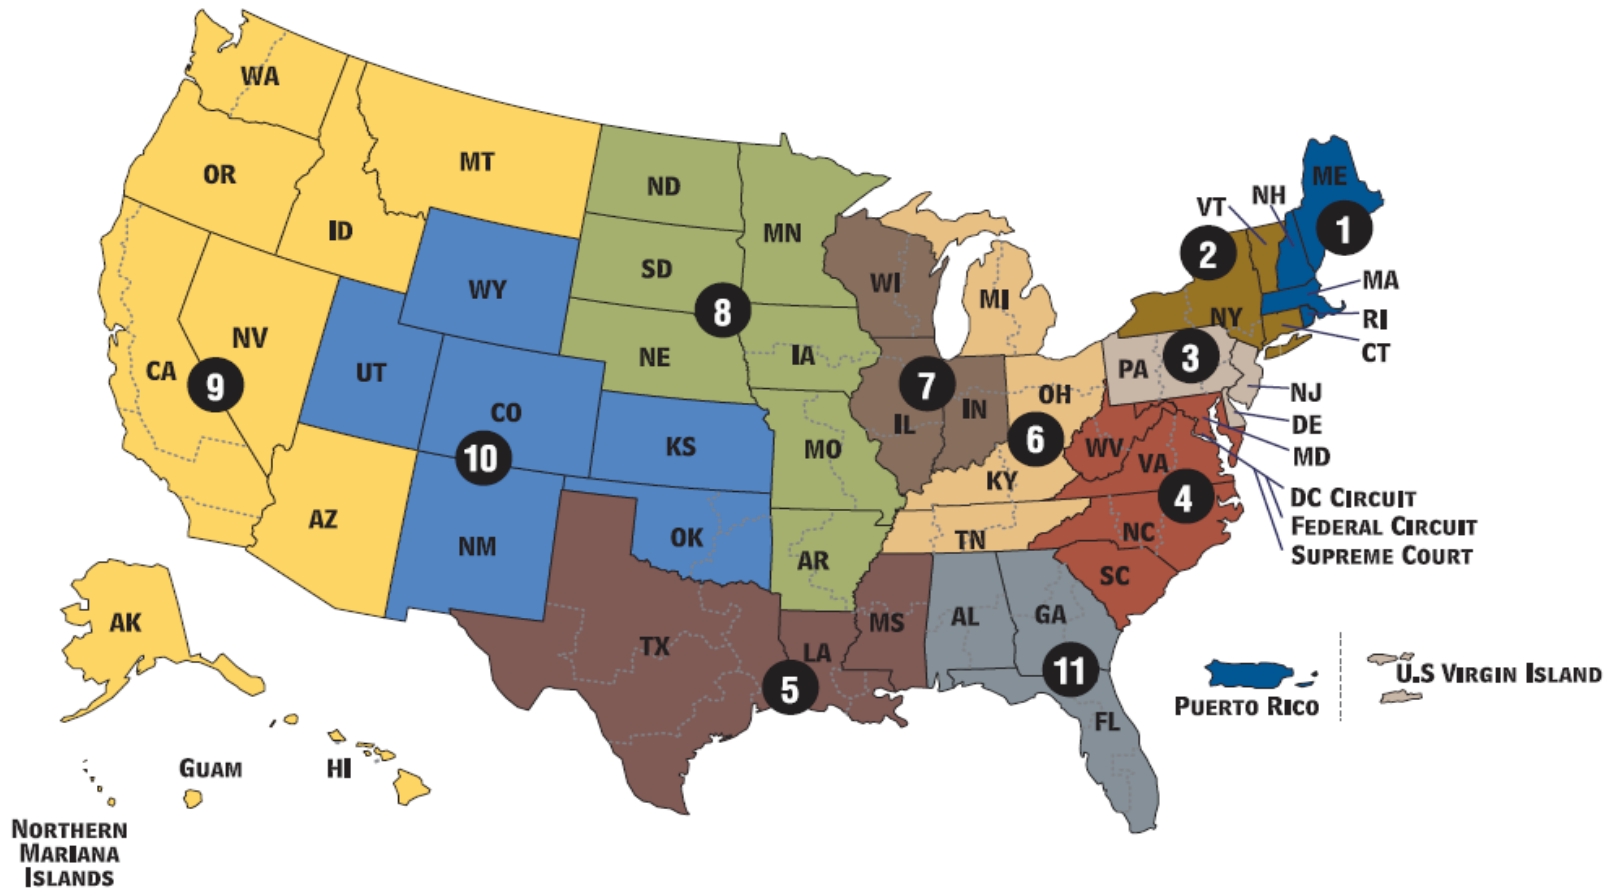 WA
OR
MT
ID
ND
MN
SD
WY
NV
CA
9
UT
CO
10
NE
8
IA
KS
MO
AZ
NM
OK
AR
TX
LA
MS
5
WI
MI
7
IL
IN
OH
6
KY
TN
AL
GA
11
FL
WV
VA
4
NC
SC
PA
3
NY
2
VT
NH
ME
1
MA
RI
CT
NJ
DE
MD
DC CIRCUIT
FEDERAL CIRCUIT
SUPREME COURT
AK
GUAM
HI
NORTHERN
MARIANA
ISLANDS
PUERTO RICO
U.S VIRGIN ISLAND